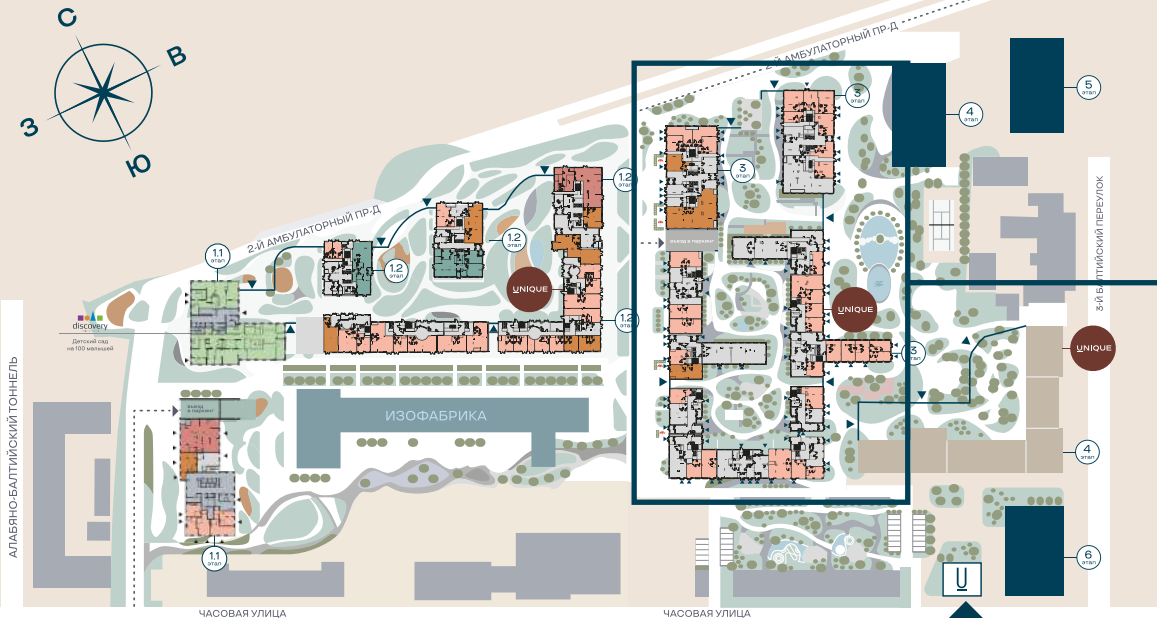 С
В
З
Ю
2-Й АМБУЛАТОРНЫЙ ПР-Д
2-Й АМБУЛАТОРНЫЙ ПР-Д
3
этап
5
этап
4
этап
3
этап
1.2
этап
1.2
этап
1.2
этап
1.1
этап
въезд в паркинг
UNIQUE
UNIQUE
3-Й БАЛТИЙСКИЙ ПЕРЕУЛОК
discovery
Детский сад
на 100 малышей
1.2
этап
3
этап
UNIQUE
АЛАБЯНО-БАЛТИЙСКИЙ ТОННЕЛЬ
въезд
в паркинг
ИЗОФАБРИКА
4
этап
1.1
этап
6
этап
U
ЧАСОВАЯ УЛИЦА
ЧАСОВАЯ УЛИЦА